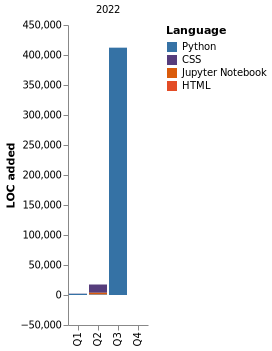 2022
Language
Python
CSS
Jupyter Notebook
HTML
LOC added
450,000
400,000
350,000
300,000
250,000
200,000
150,000
100,000
50,000
0
−50,000
Q1
Q2
Q3
Q4